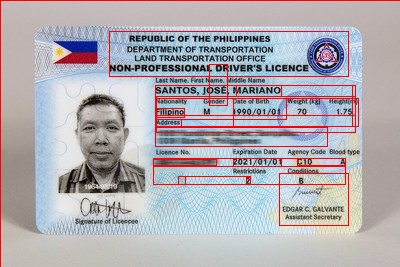 REPUBLIC OF THE PHILIPPINES
DEPARTMENT OF TRANSPORTATION
LAND TRANSPORTATION OFFICE
NON-PROFESSIONAL DRIVER'S LICENCE
Last Name. First Name. Middle Name
SANTOS, JOSE, MARIANO
Nationality Gender Date of Birth Weight (kg) Height(m)
Filipino M 1990/01/01 70 1.75
Address
Licence No. Expiration Date Agency Code Blood type
2021/01/01 C10 A
Restrictions Conditions
B
EDGAR C. GALVANTE
Assistant Secretary
Signature of Licencee